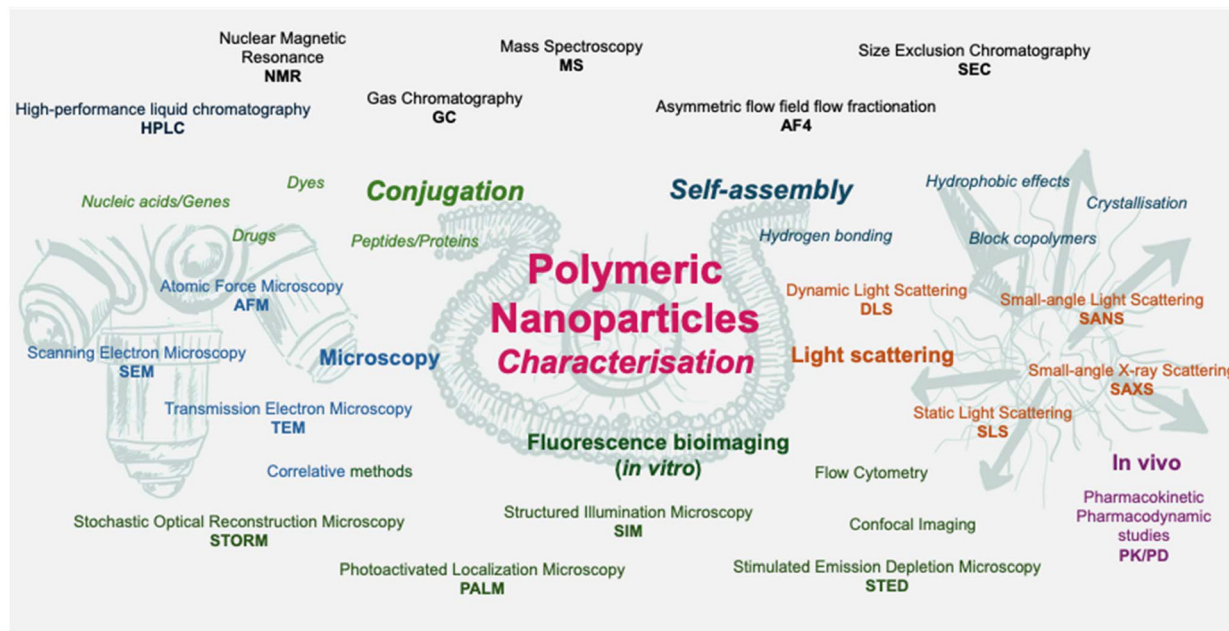 Nuclear Magnetic
Resonance
NMR
Mass Spectroscopy
MS
Size Exclusion Chromatography
SEC
High-performance liquid chromatography
HPLC
Gas Chromatography
GC
Asymmetric flow field flow fractionation
AF4
Nucleic acids/Genes
Dyes
Drugs
Conjugation
Peptides/Proteins
Self-assembly
Hydrogen bonding
Hydrophobic effects
Crystallisation
Block copolymers
Polymeric
Nanoparticles
Characterisation
Atomic Force Microscopy
AFM
Scanning Electron Microscopy
SEM
Microscopy
Transmission Electron Microscopy
TEM
Correlative methods
Dynamic Light Scattering
DLS
Small-angle Light Scattering
SANS
Light scattering
Small-angle X-ray Scattering
SAXS
Static Light Scattering
SLS
Fluorescence bioimaging
(in vitro)
Flow Cytometry
In vivo
Pharmacokinetic
Pharmacodynamic
studies
PK/PD
Stochastic Optical Reconstruction Microscopy
STORM
Structured Illumination Microscopy
SIM
Confocal Imaging
Photoactivated Localization Microscopy
PALM
Stimulated Emission Depletion Microscopy
STED